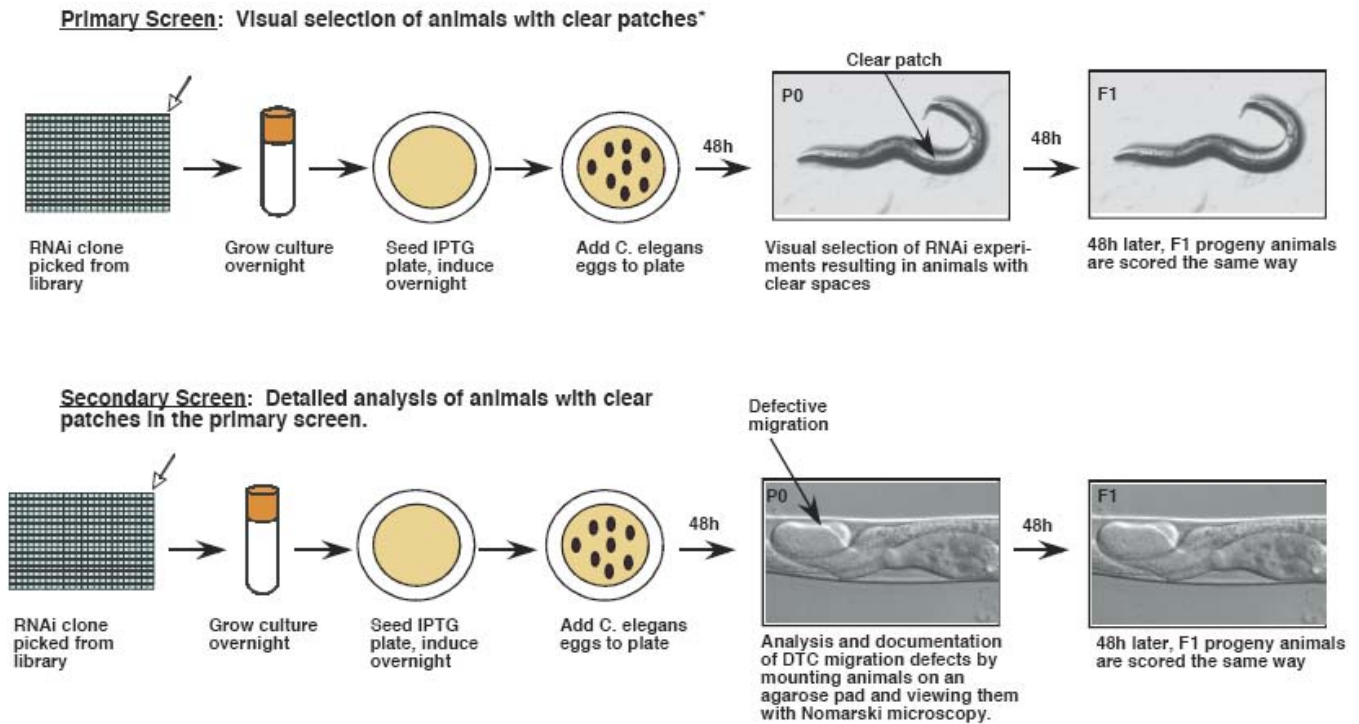 Primary Screen: Visual selection of animals with clear patches*
Clear patch
P0
F1
48h
48h
RNAi clone
picked from
library
Grow culture
overnight
Seed IPTG
plate, induce
overnight
Add C. elegans
eggs to plate
Visual selection of RNAi experi-
ments resulting in animals with
clear spaces
48h later, F1 progeny animals
are scored the same way
Secondary Screen: Detailed analysis of animals with clear
patches in the primary screen.
Defective
migration
P0
F1
48h
48h
RNAi clone
picked from
library
Grow culture
overnight
Seed IPTG
plate, induce
overnight
Add C. elegans
eggs to plate
Analysis and documentation
of DTC migration defects by
mounting animals on an
agarose pad and viewing them
with Nomarski microscopy.
48h later, F1 progeny animals
are scored the same way